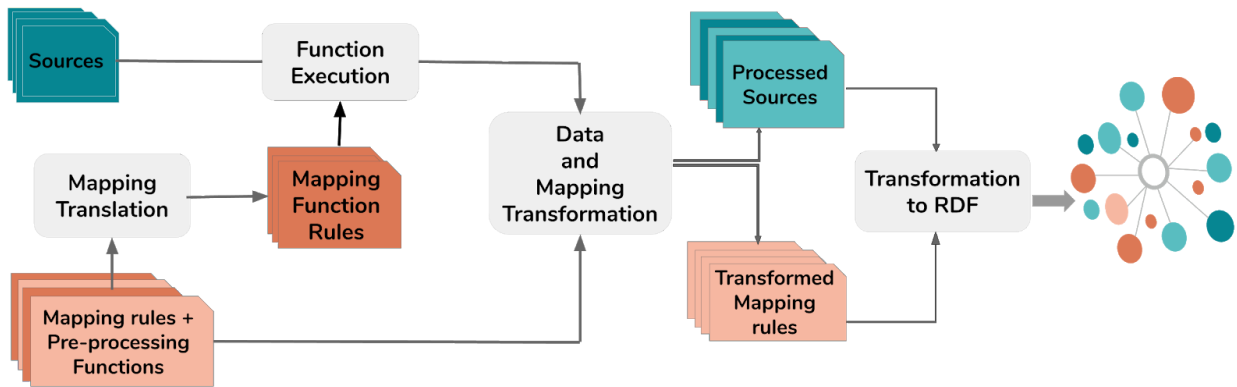 Sources
Function
Execution
Mapping
Translation
Mapping
Function
Rules
Mapping rules +
Pre-processing
Functions
Data
and
Mapping
Transformation
Processed
Sources
Transformed
Mapping
rules
Transformation
to RDF